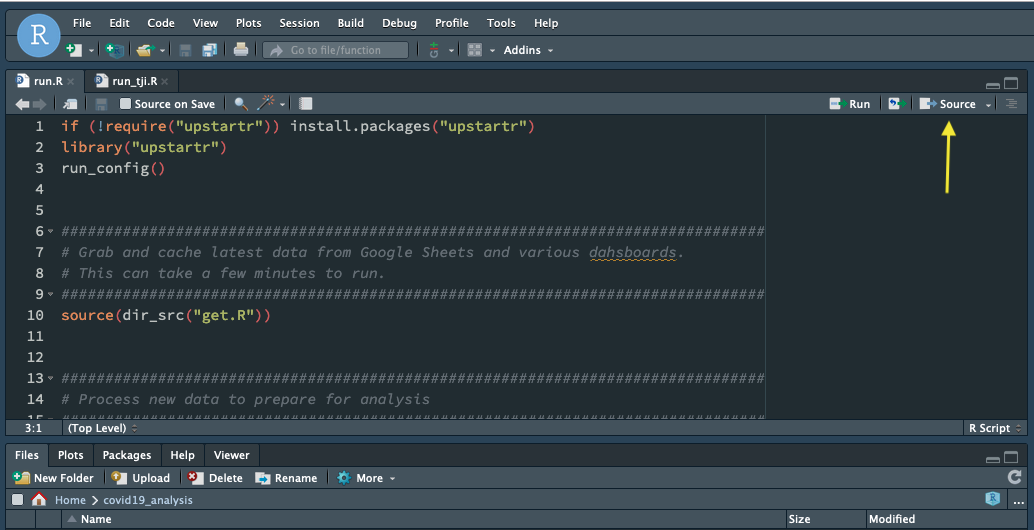 File Edit Code View Plots Session Build Debug Profile Tools Help
R
Go to file/function Addins
run.R run_tji.R
Source on Save Run Source
1 if (!require("upstartr")) install.packages("upstartr")
2 library("upstartr")
3 run_config()
4
5
6 ################################################################################
7 # Grab and cache latest data from Google Sheets and various dahsboards.
8 # This can take a few minutes to run.
9 ################################################################################
10 source(dir_src("get.R"))
11
12
13 ################################################################################
14 # Process new data to prepare for analysis
15 ################################################################################
3:1 (Top Level) R Script
Files Plots Packages Help Viewer
New Folder Upload Delete Rename More
Home covid19_analysis ...
Name Size Modified